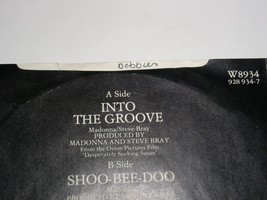 Debbie
W8934
928 934-7
A Side
INTO
THE GROOVE
Madonna/Steve Bray
PRODUCED BY
MADONNA AND STEVE BRAY
From the Orion Pictures Film
'Desperately Seeking Susan'
B Side
SHOO-BEE-DOO